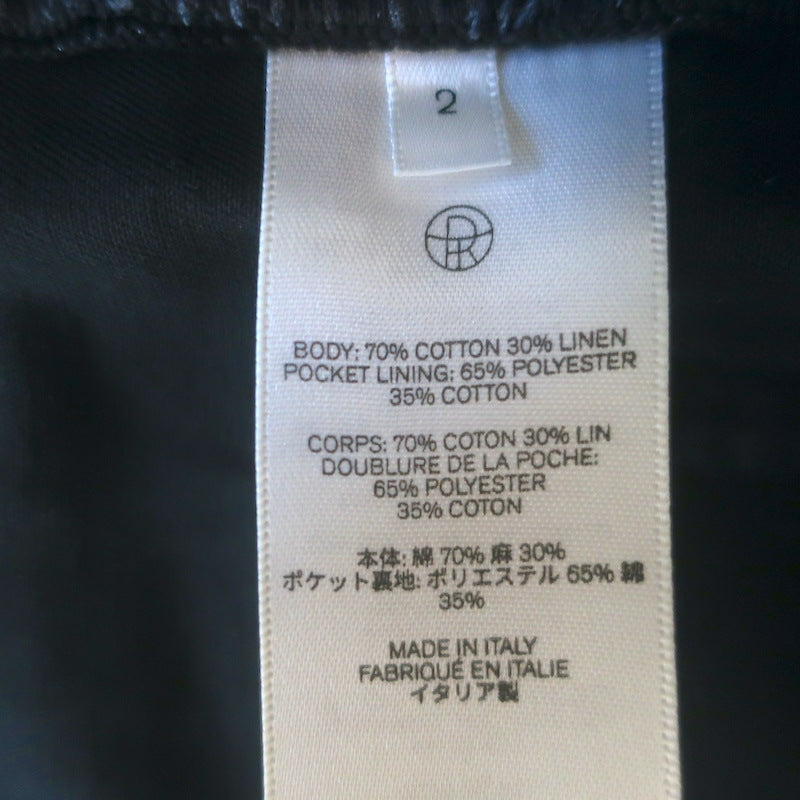 2
BODY: 70% COTTON 30% LINEN
POCKET LINING: 65% POLYESTER
35% COTTON
CORPS: 70% COTON 30% LIN
DOUBLURE DE LA POCHE:
65% POLYESTER
35% COTON
本体: 綿 70% 麻 30%
ポケット裏地: ポリエステル 65% 綿
35%
MADE IN ITALY
FABRIQUÉ EN ITALIE
イタリア製